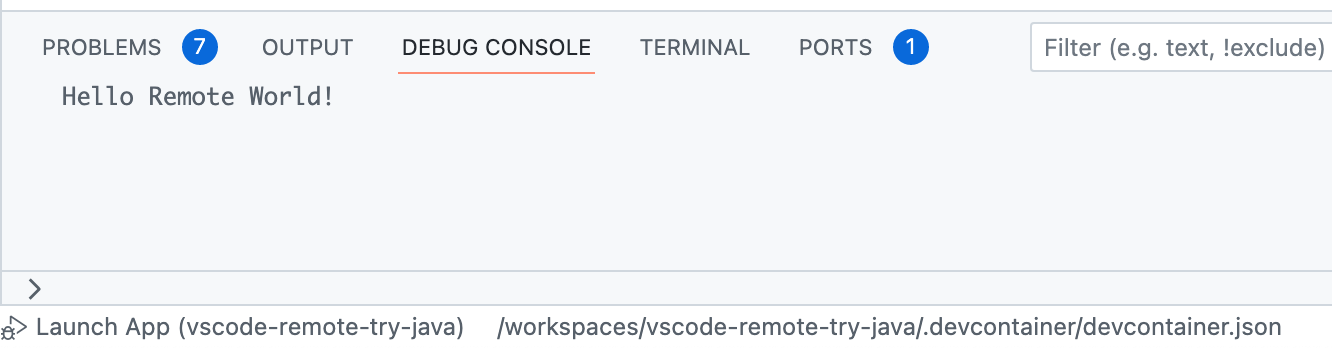 PROBLEMS 7 OUTPUT DEBUG CONSOLE TERMINAL PORTS 1 Filter (e.g. text, !exclude)
Hello Remote World!
Launch App (vscode-remote-try-java) /workspaces/vscode-remote-try-java/.devcontainer/devcontainer.json